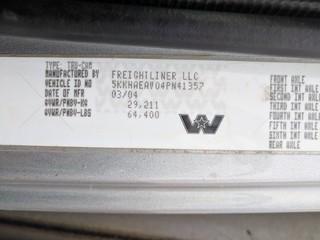 TYPE: TRU-CHM
MANUFACTURED BY FREIGHTLINER LLC
VEHICLE ID NO 5KKHAEAV04PN41357
DATE OF MFR 03/04
GVWR/PNBV-KG 29,211
GVWR/PNBV-LBS 64,400
FRONT AXLE
FIRST INT AXLE
SECOND INT AXLE
THIRD INT AXLE
FOURTH INT AXLE
FIFTH INT AXLE
SIXTH INT AXLE
REAR AXLE